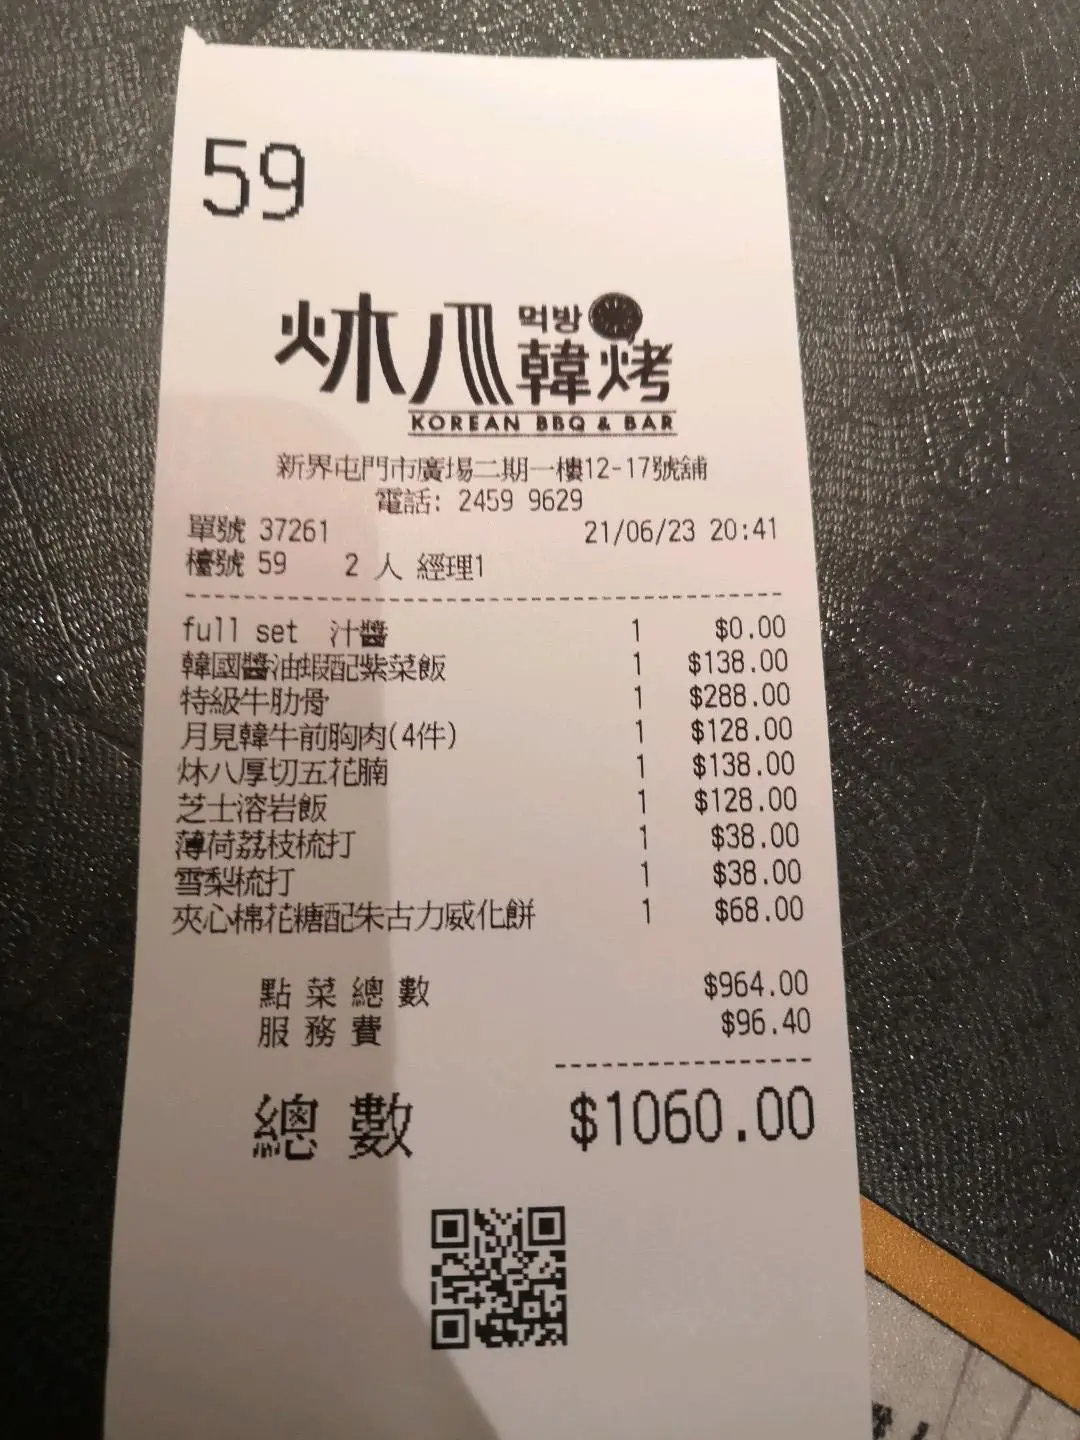 59
炑八 먹방 韓烤
KOREAN BBQ & BAR
新界屯門市廣場二期一樓12-17號舖
電話: 2459 9629
單號 37261 21/06/23 20:41
檯號 59 2 人 經理1
full set 汁醬 1 $0.00
韓國醬油蝦配紫菜飯 1 $138.00
特級牛肋骨 1 $288.00
月見韓牛前胸肉(4件) 1 $128.00
炑八厚切五花腩 1 $138.00
芝士溶岩飯 1 $128.00
薄荷荔枝梳打 1 $38.00
雪梨梳打 1 $38.00
夾心棉花糖配朱古力威化餅 1 $68.00
點菜總數 $964.00
服務費 $96.40
總數 $1060.00